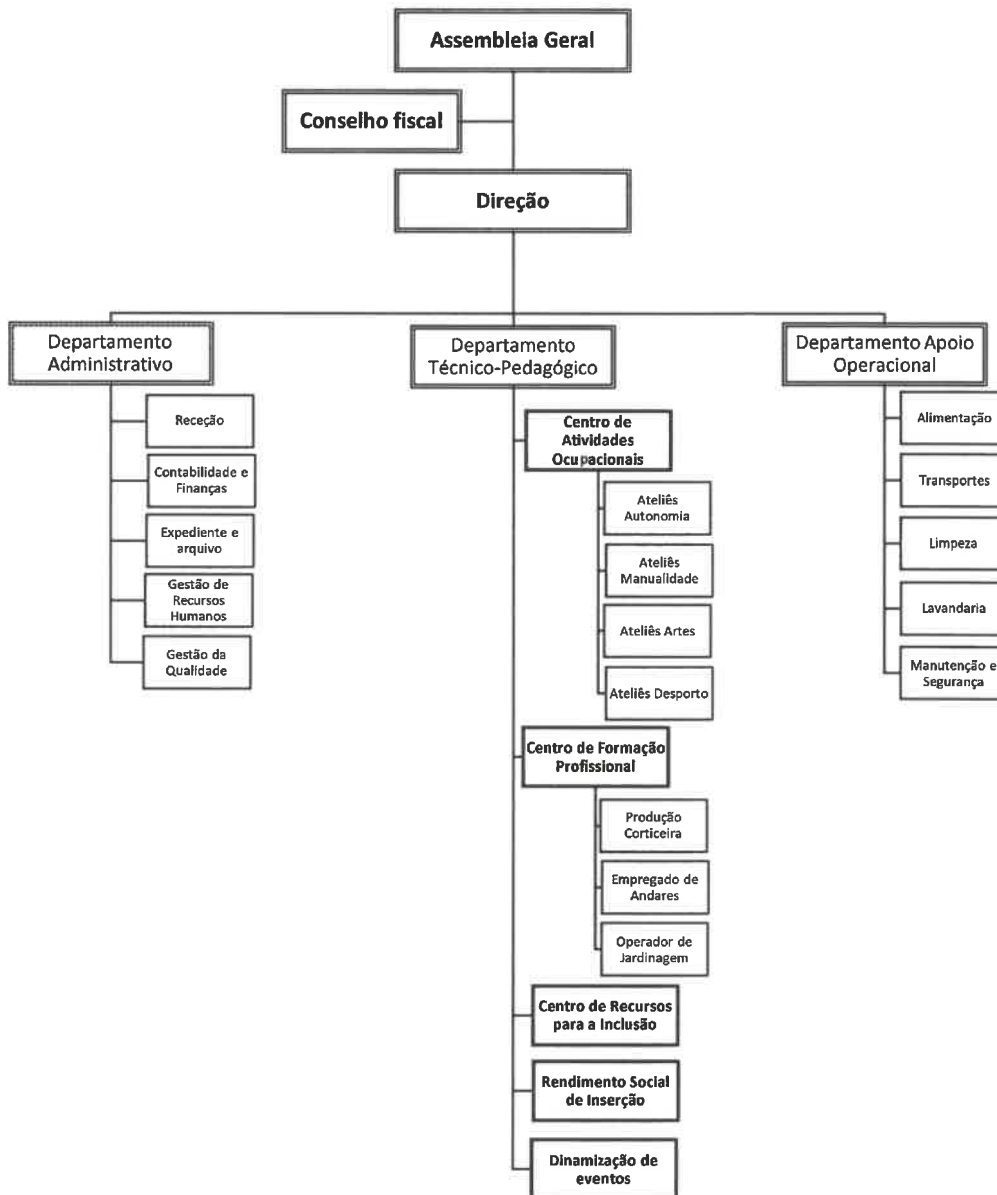 Assembleia Geral
Conselho fiscal
Direção
Departamento
Administrativo
Receção
Contabilidade e
Finanças
Expediente e
arquivo
Gestão de
Recursos
Humanos
Gestão da
Qualidade
Departamento
Técnico-Pedagógico
Centro de
Atividades
Ocupacionais
Ateliês
Autonomia
Ateliês
Manualidade
Ateliês Artes
Ateliês Desporto
Centro de Formação
Profissional
Produção
Corticeira
Empregado de
Andares
Operador de
Jardinagem
Centro de Recursos
para a Inclusão
Rendimento Social
de Inserção
Dinamização de
eventos
Departamento Apoio
Operacional
Alimentação
Transportes
Limpeza
Lavandaria
Manutenção e
Segurança